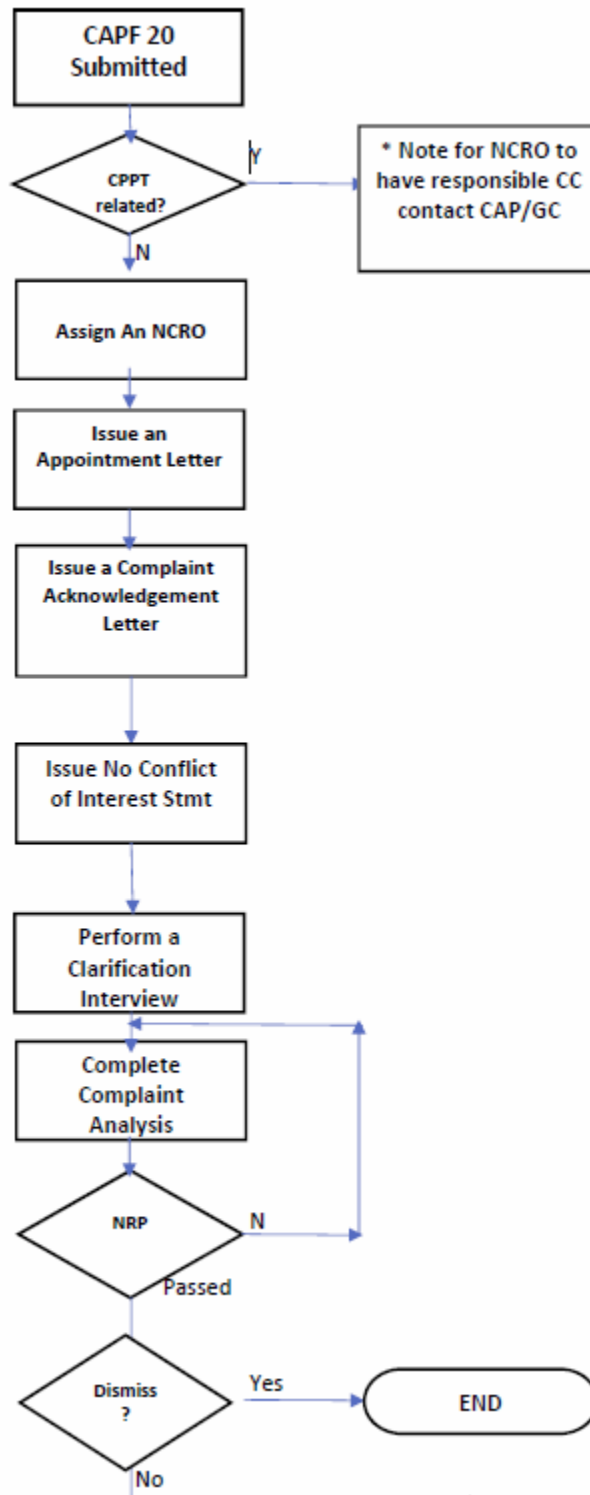 CAPF 20
Submitted
Y
CPPT
related?
* Note for NCRO to
have responsible CC
contact CAP/GC
N
Assign An NCRO
Issue an
Appointment Letter
Issue a Complaint
Acknowledgement
Letter
Issue No Conflict
of Interest Stmt
Perform a
Clarification
Interview
Complete
Complaint
Analysis
NRP
N
Passed
Dismiss
?
Yes
END
No